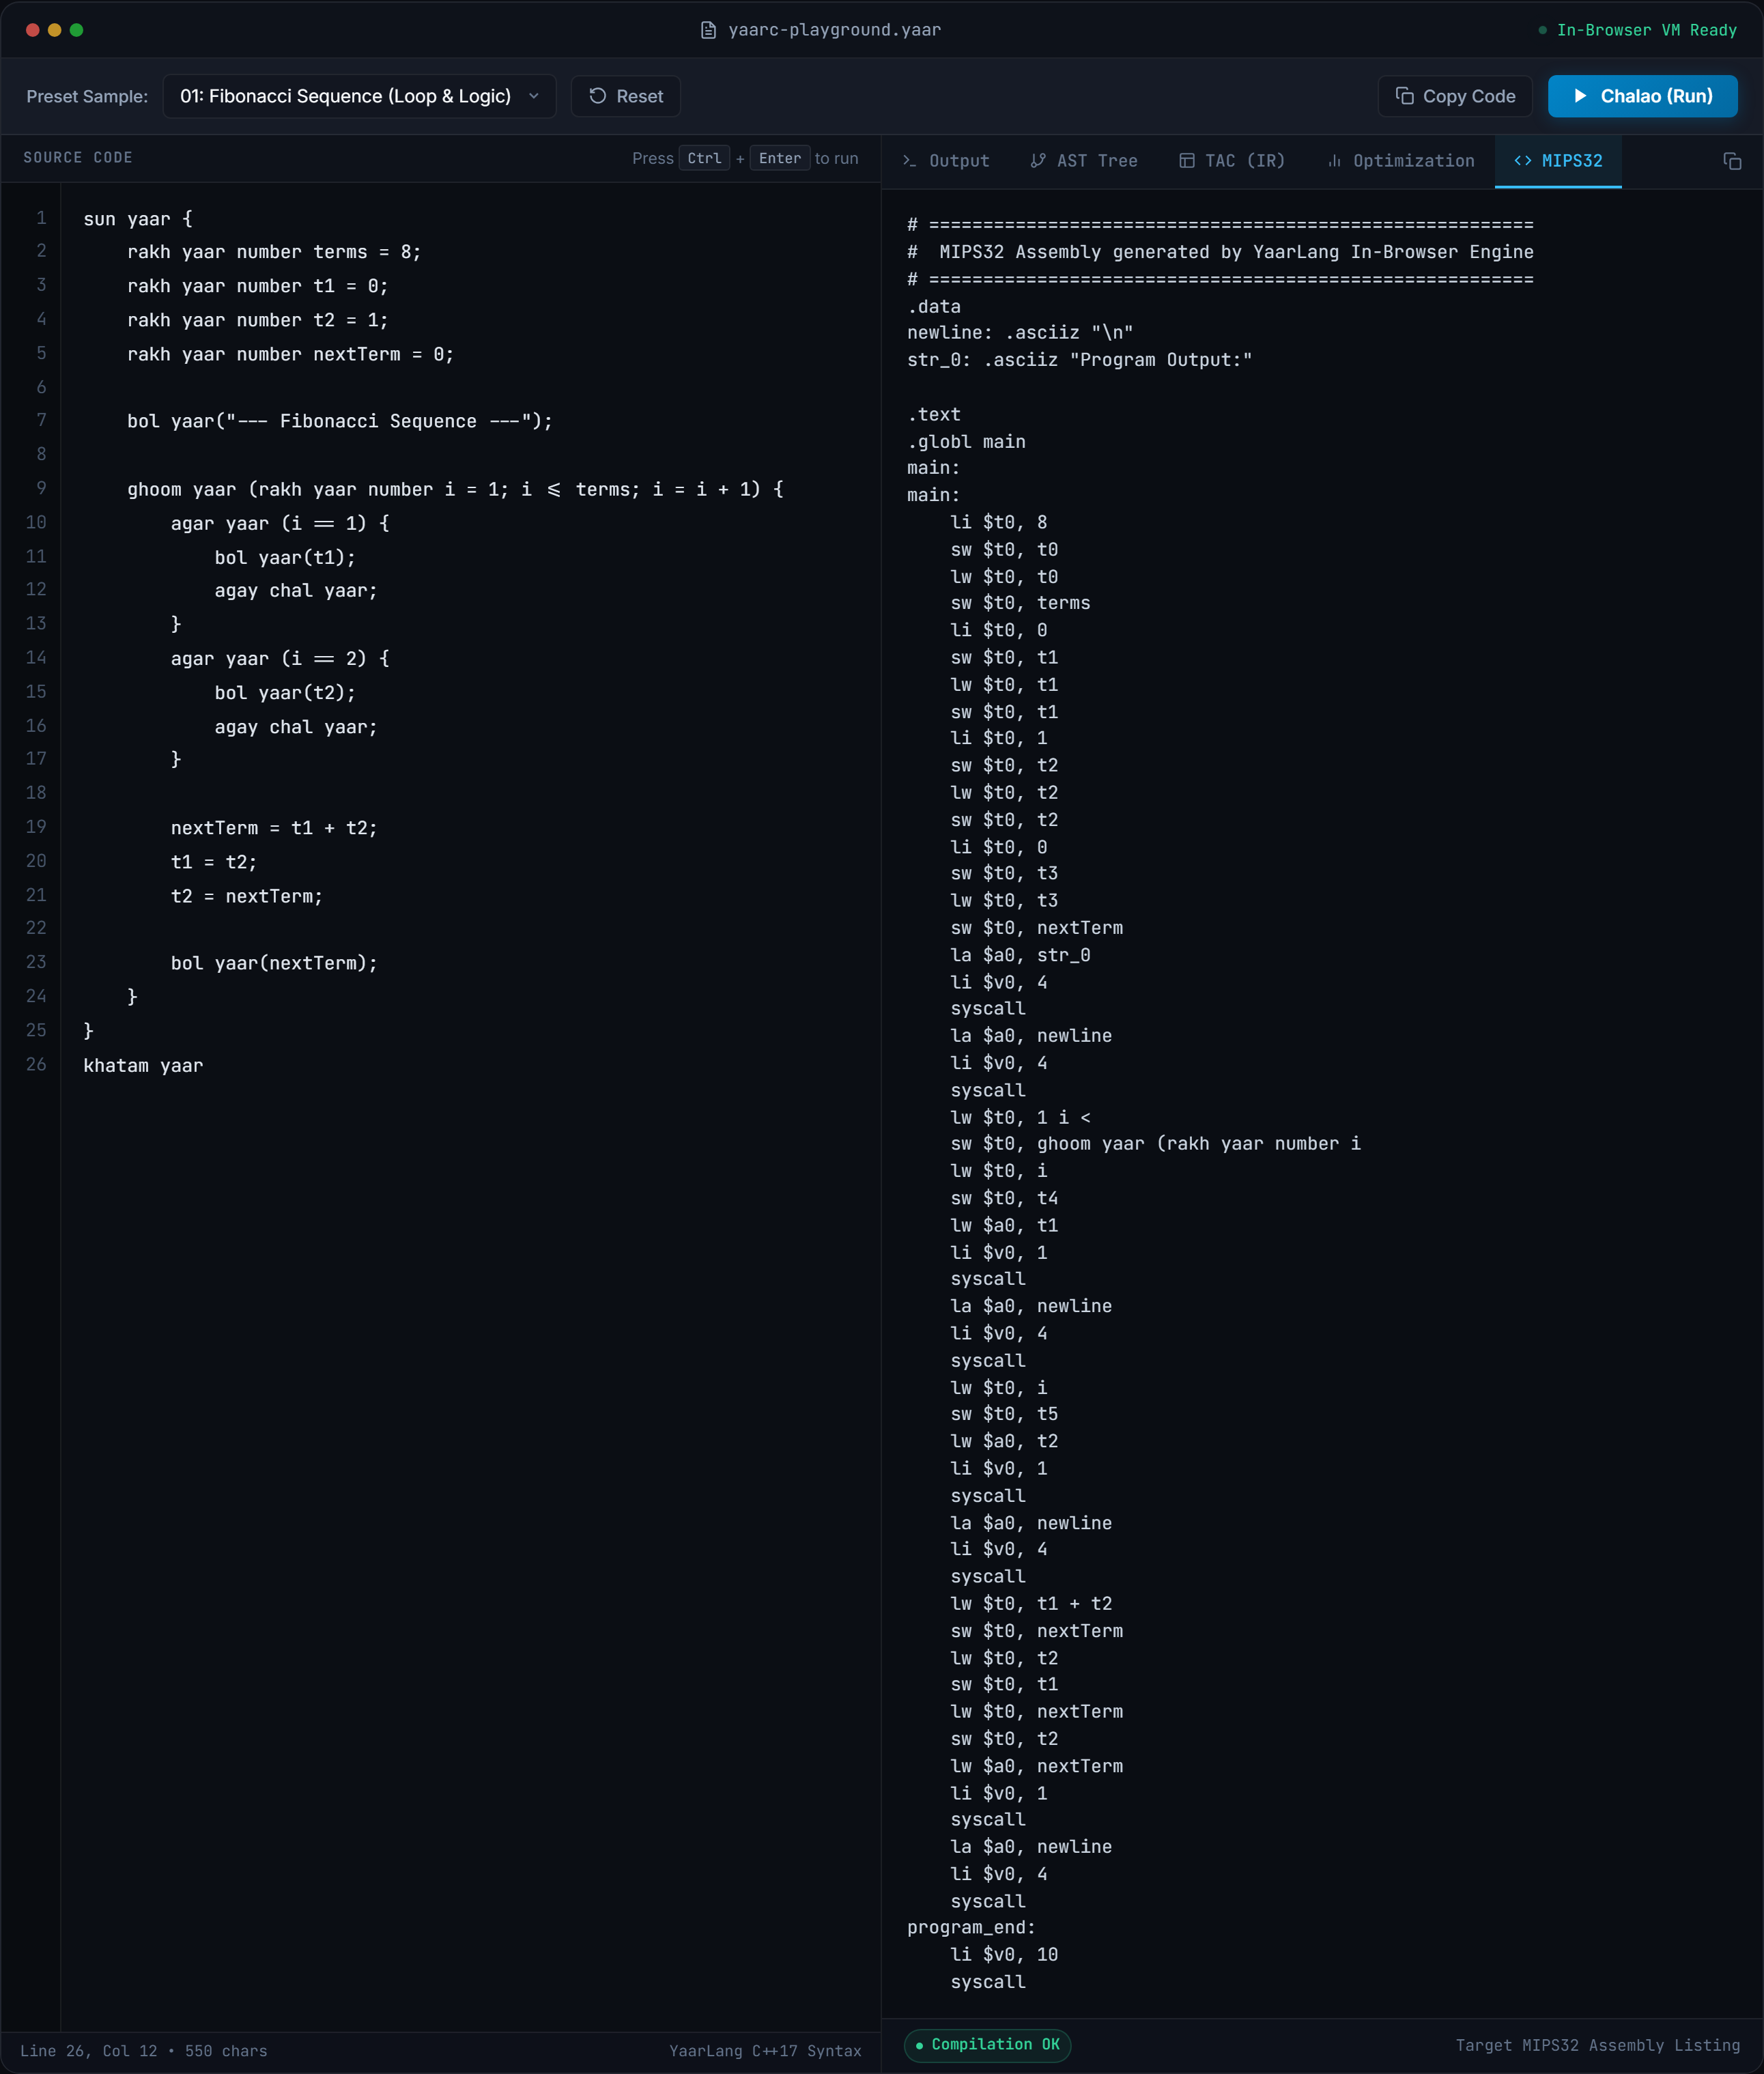 yaarc-playground.yaar
In-Browser VM Ready
Preset Sample: 01: Fibonacci Sequence (Loop & Logic) Reset Copy Code Chalao (Run)
SOURCE CODE Press Ctrl + Enter to run
1 sun yaar {
2     rakh yaar number terms = 8;
3     rakh yaar number t1 = 0;
4     rakh yaar number t2 = 1;
5     rakh yaar number nextTerm = 0;
6
7     bol yaar("--- Fibonacci Sequence ---");
8
9     ghoom yaar (rakh yaar number i = 1; i <= terms; i = i + 1) {
10         agar yaar (i == 1) {
11             bol yaar(t1);
12             agay chal yaar;
13         }
14         agar yaar (i == 2) {
15             bol yaar(t2);
16             agay chal yaar;
17         }
18
19         nextTerm = t1 + t2;
20         t1 = t2;
21         t2 = nextTerm;
22
23         bol yaar(nextTerm);
24     }
25 }
26 khatam yaar
Line 26, Col 12 • 550 chars YaarLang C++17 Syntax
Output AST Tree TAC (IR) Optimization MIPS32
# ========================================================
#  MIPS32 Assembly generated by YaarLang In-Browser Engine
# ========================================================
.data
newline: .asciiz "\n"
str_0: .asciiz "Program Output:"

.text
.globl main
main:
main:
    li $t0, 8
    sw $t0, t0
    lw $t0, t0
    sw $t0, terms
    li $t0, 0
    sw $t0, t1
    lw $t0, t1
    sw $t0, t1
    li $t0, 1
    sw $t0, t2
    lw $t0, t2
    sw $t0, t2
    li $t0, 0
    sw $t0, t3
    lw $t0, t3
    sw $t0, nextTerm
    la $a0, str_0
    li $v0, 4
    syscall
    la $a0, newline
    li $v0, 4
    syscall
    lw $t0, 1 i <
    sw $t0, ghoom yaar (rakh yaar number i
    lw $t0, i
    sw $t0, t4
    lw $a0, t1
    li $v0, 1
    syscall
    la $a0, newline
    li $v0, 4
    syscall
    lw $t0, i
    sw $t0, t5
    lw $a0, t2
    li $v0, 1
    syscall
    la $a0, newline
    li $v0, 4
    syscall
    lw $t0, t1 + t2
    sw $t0, nextTerm
    lw $t0, t2
    sw $t0, t1
    lw $t0, nextTerm
    sw $t0, t2
    lw $a0, nextTerm
    li $v0, 1
    syscall
    la $a0, newline
    li $v0, 4
    syscall
program_end:
    li $v0, 10
    syscall
Compilation OK Target MIPS32 Assembly Listing